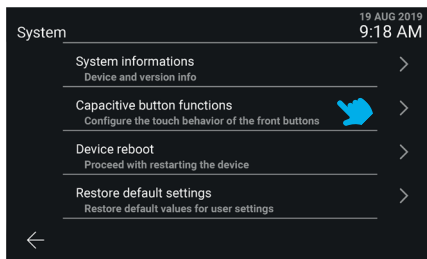 19 AUG 2019
System
9:18 AM
System informations
Device and version info
Capacitive button functions
Configure the touch behavior of the front buttons
Device reboot
Proceed with restarting the device
Restore default settings
Restore default values for user settings